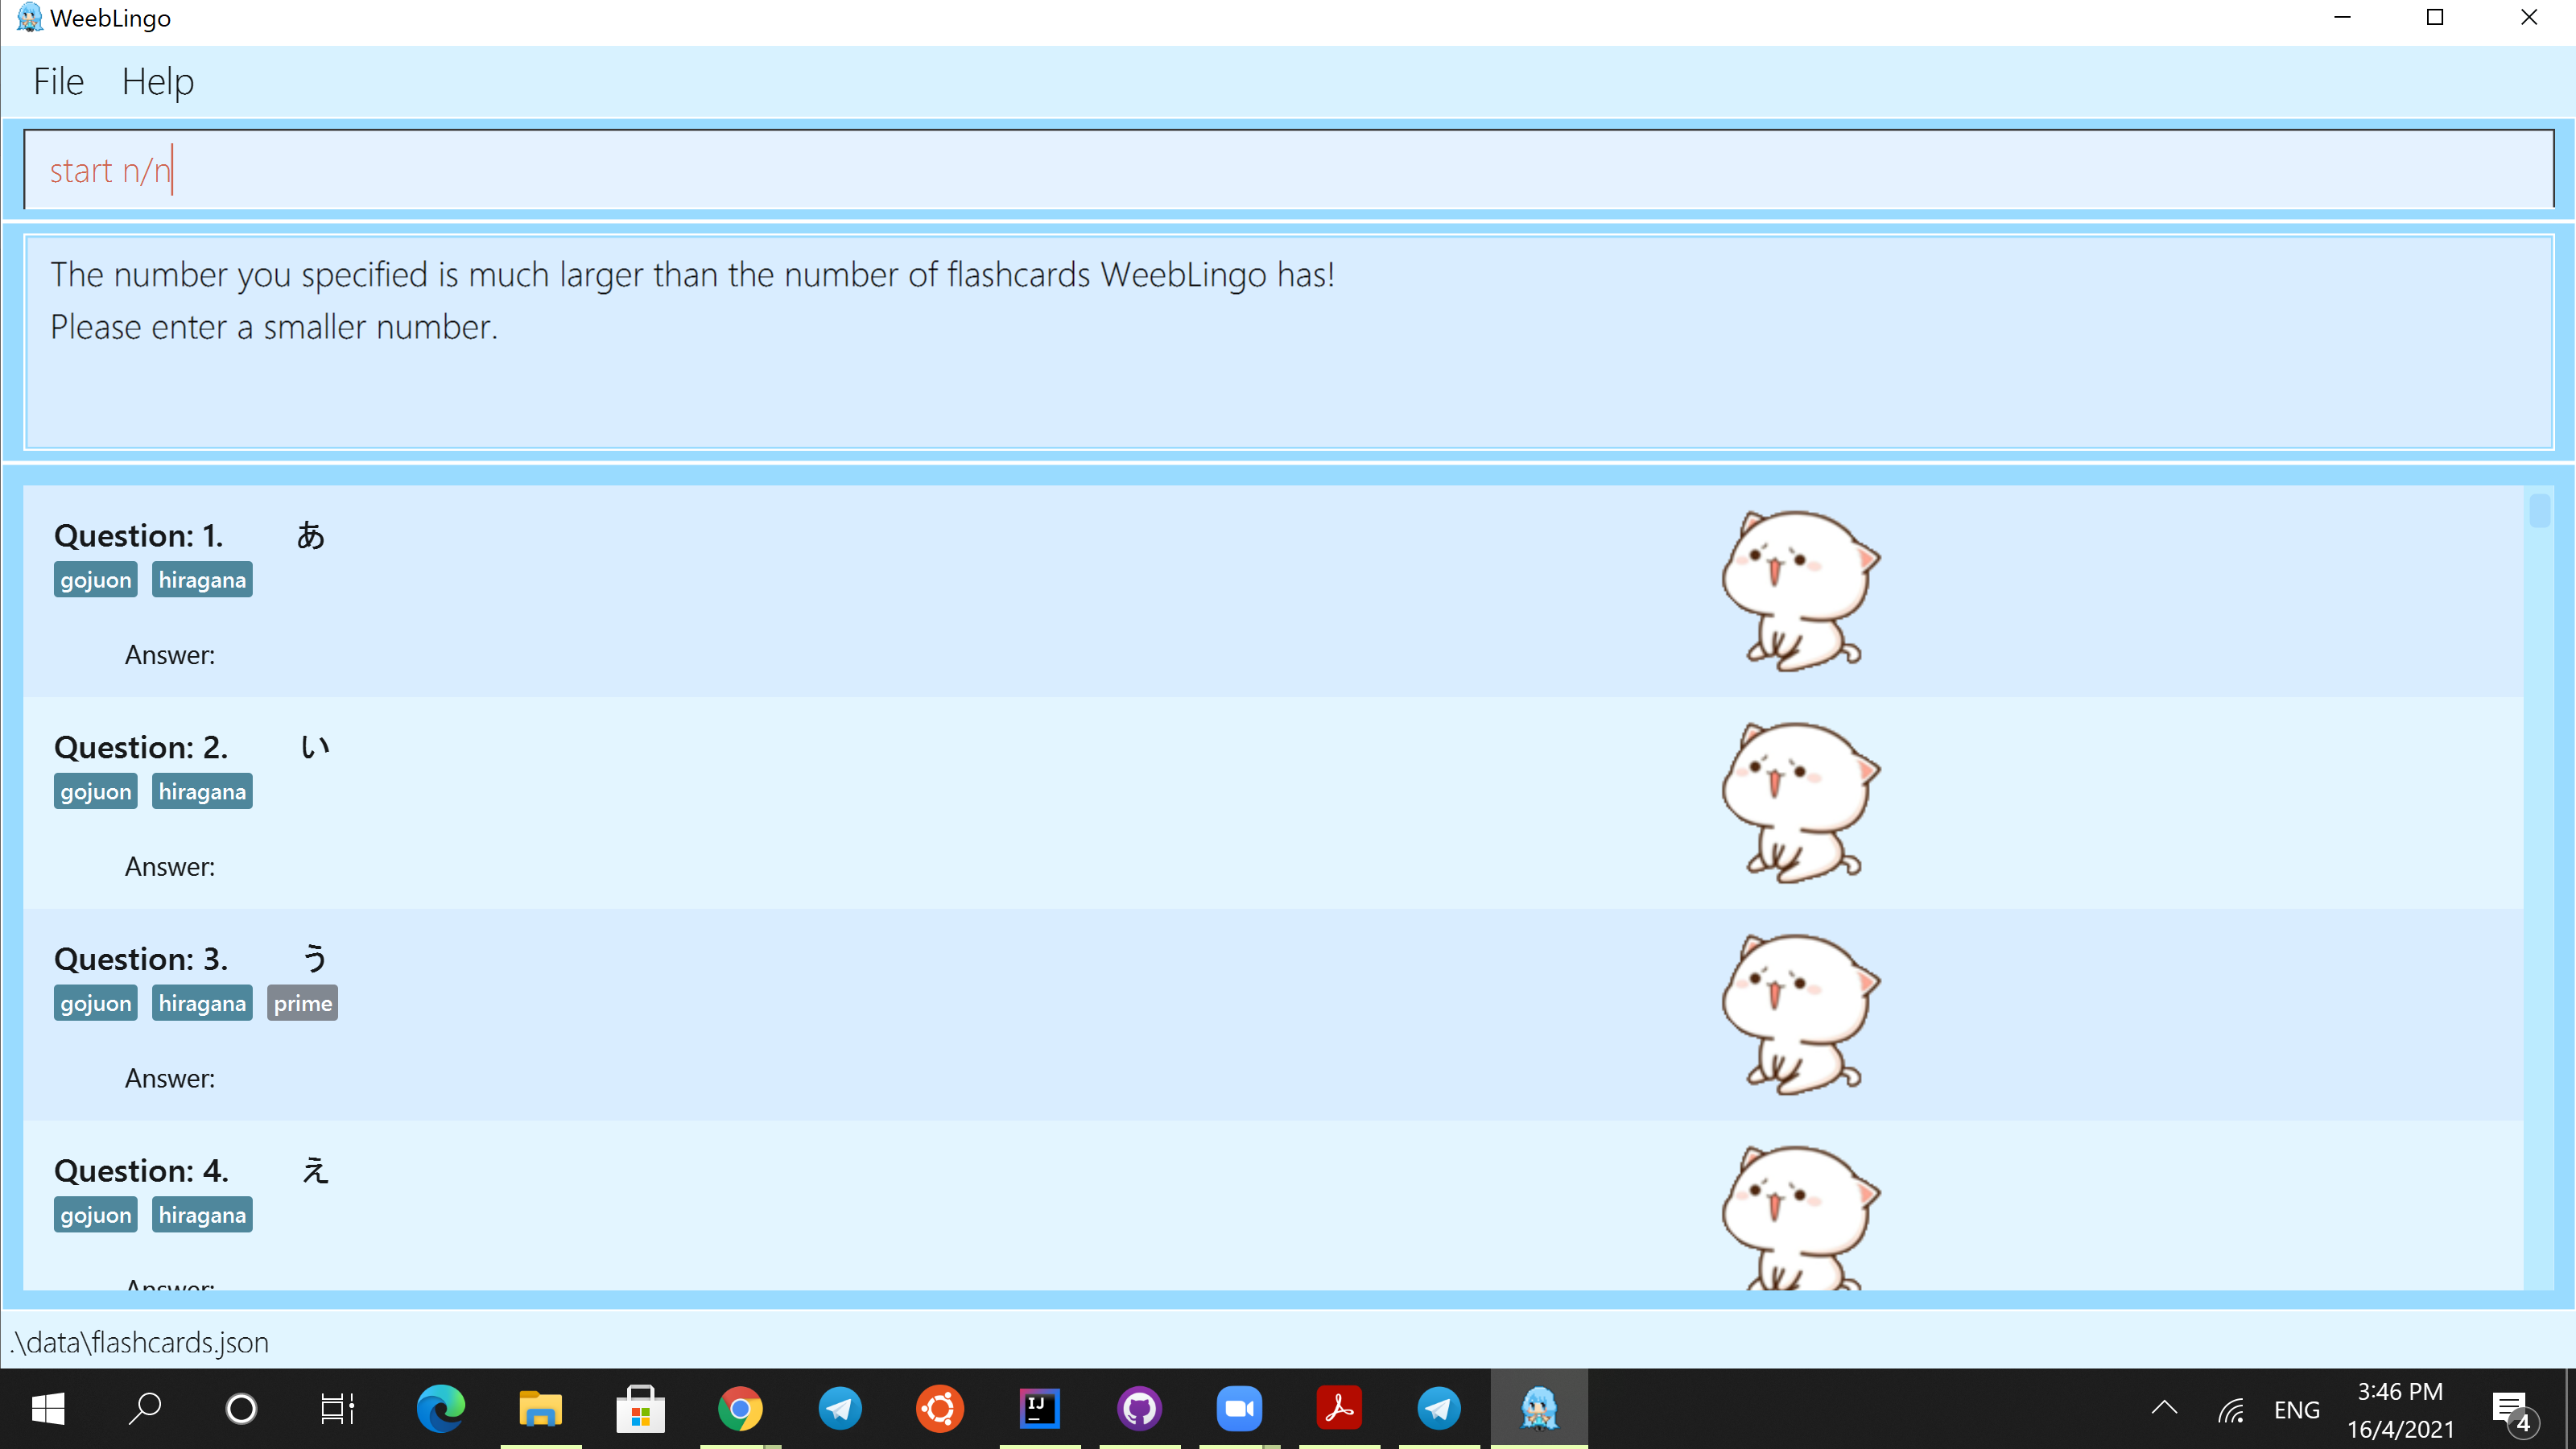 WeebLingo
File Help
start n/n
The number you specified is much larger than the number of flashcards WeebLingo has!
Please enter a smaller number.
Question: 1. あ
gojuon hiragana
Answer:
Question: 2. い
gojuon hiragana
Answer:
Question: 3. う
gojuon hiragana prime
Answer:
Question: 4. え
gojuon hiragana
Answer:
.\data\flashcards.json
IJ
ENG
3:46 PM
16/4/2021
4